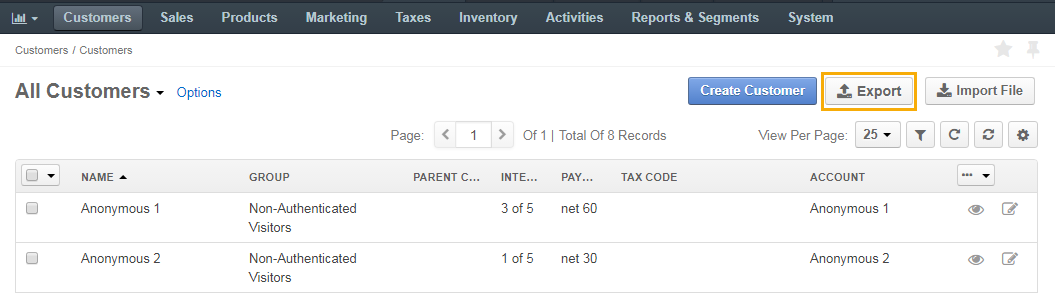 Customers Sales Products Marketing Taxes Inventory Activities Reports & Segments System
Customers / Customers
All Customers Options Create Customer Export Import File
Page: 1 Of 1 | Total Of 8 Records View Per Page: 25
NAME GROUP PARENT C... INTE... PAY... TAX CODE ACCOUNT
Anonymous 1 Non-Authenticated 3 of 5 net 60 Anonymous 1
Visitors
Anonymous 2 Non-Authenticated 1 of 5 net 30 Anonymous 2
Visitors